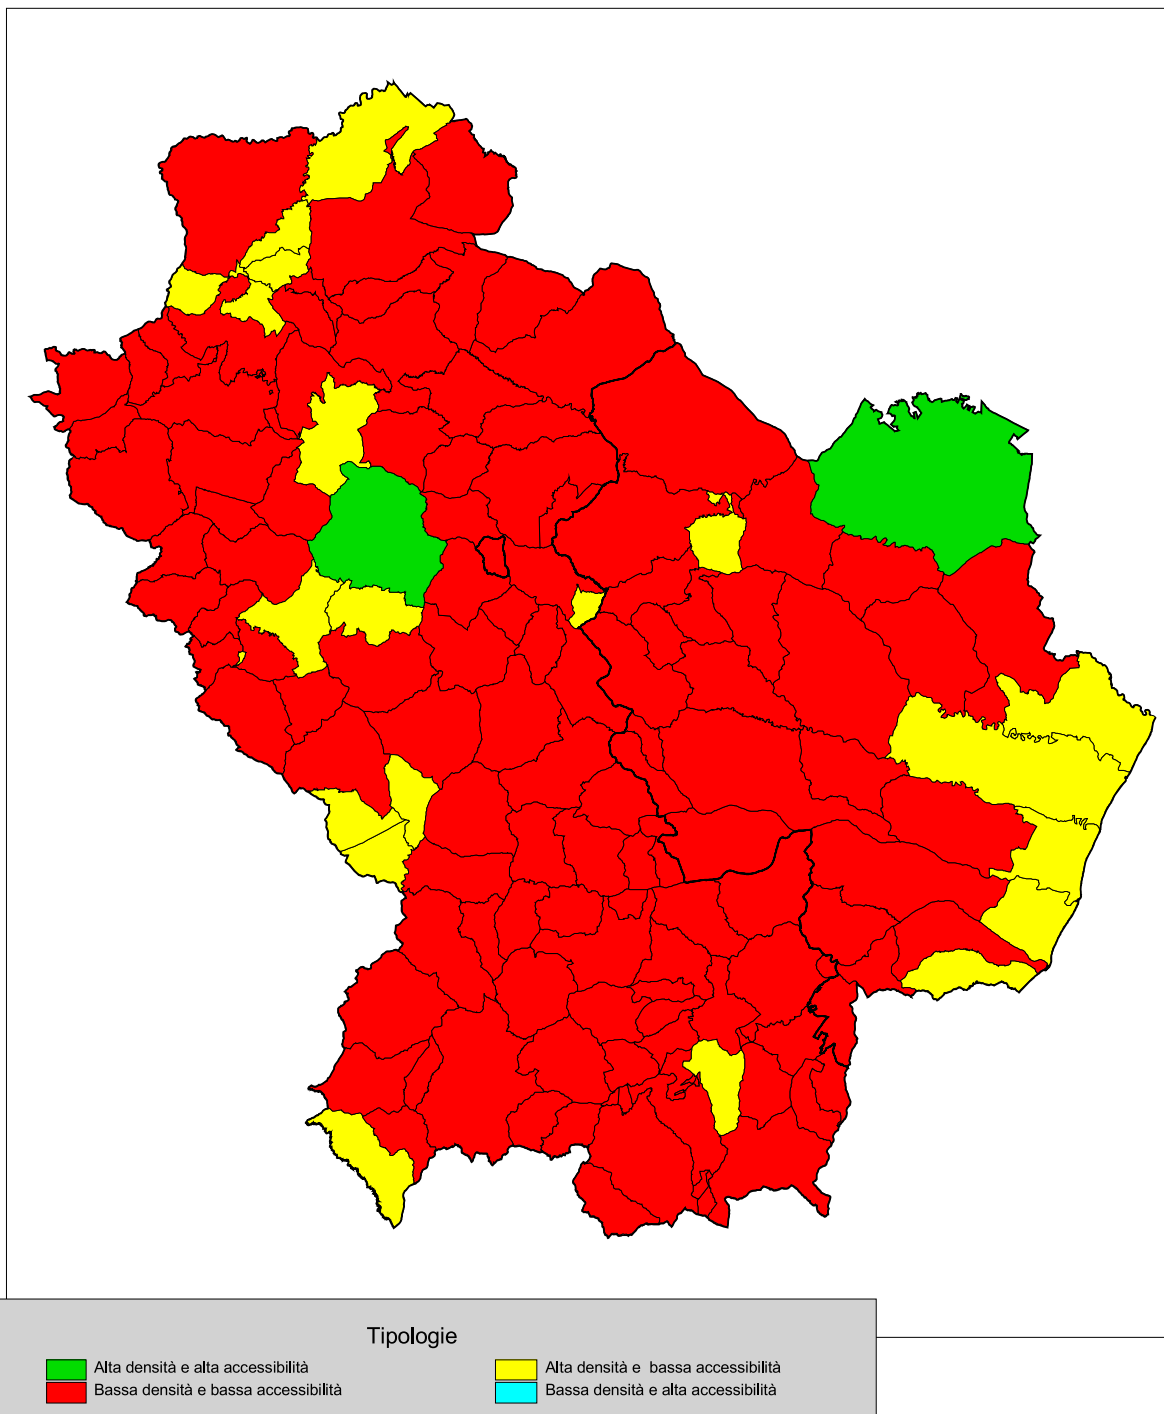 Tipologie
Alta densità e alta accessibilità
Alta densità e bassa accessibilità
Bassa densità e bassa accessibilità
Bassa densità e alta accessibilità